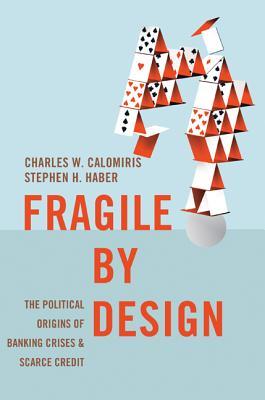 CHARLES W. CALOMIRIS
STEPHEN H. HABER
FRAGILE
BY
DESIGN
THE POLITICAL
ORIGINS OF
BANKING CRISES &
SCARCE CREDIT